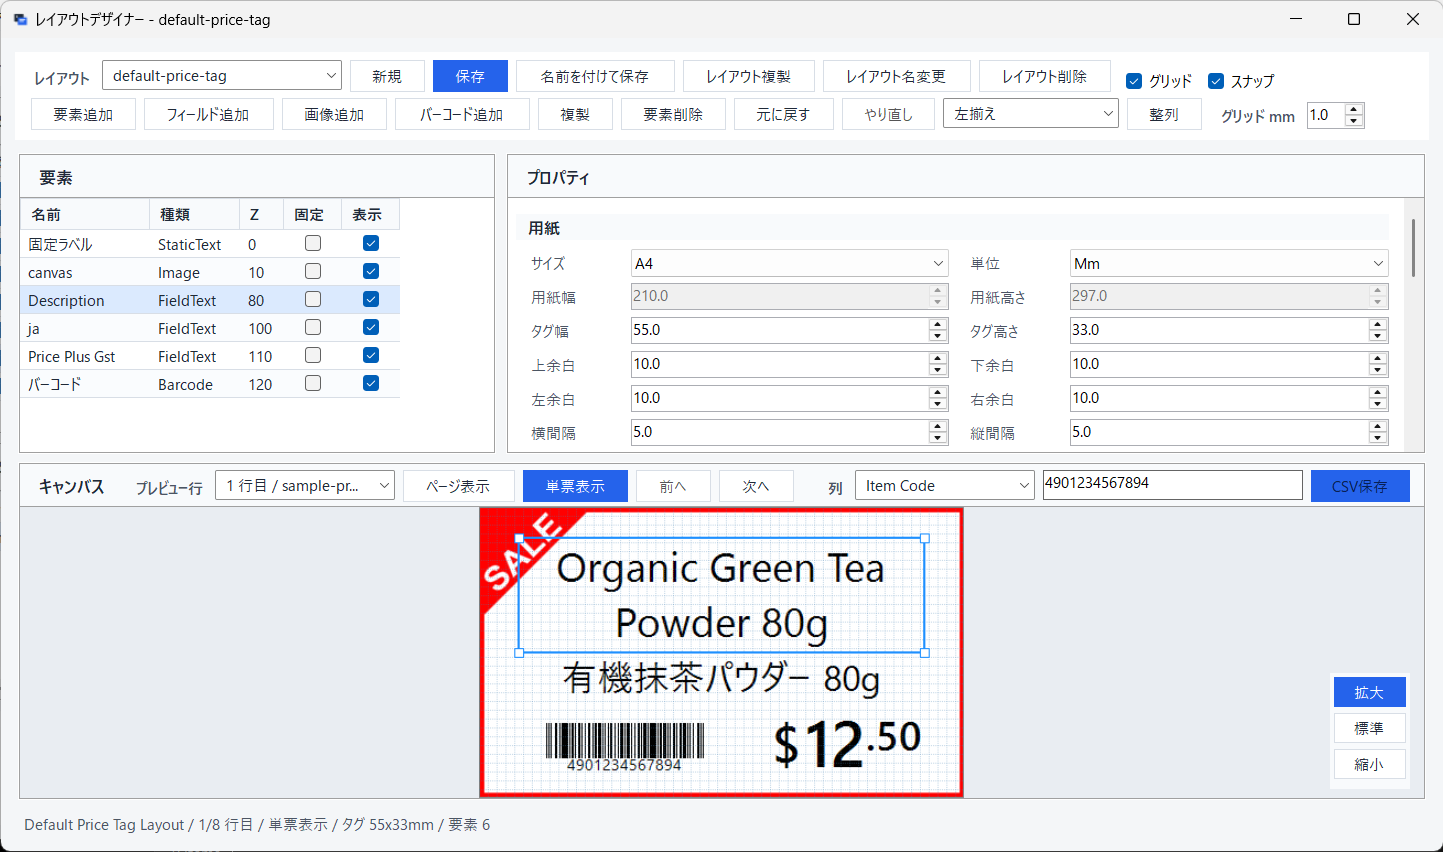 レイアウトデザイナー - default-price-tag
レイアウト default-price-tag 新規 保存 名前を付けて保存 レイアウト複製 レイアウト名変更 レイアウト削除 グリッド スナップ
要素追加 フィールド追加 画像追加 バーコード追加 複製 要素削除 元に戻す やり直し 左揃え 整列 グリッド mm 1.0
要素
名前 種類 Z 固定 表示
固定ラベル StaticText 0
canvas Image 10
Description FieldText 80
ja FieldText 100
Price Plus Gst FieldText 110
バーコード Barcode 120
プロパティ
用紙
サイズ A4 単位 Mm
用紙幅 210.0 用紙高さ 297.0
タグ幅 55.0 タグ高さ 33.0
上余白 10.0 下余白 10.0
左余白 10.0 右余白 10.0
横間隔 5.0 縦間隔 5.0
キャンバス プレビュー行 1 行目 / sample-pr... ページ表示 単票表示 前へ 次へ 列 Item Code 4901234567894 CSV保存
SALE
Organic Green Tea
Powder 80g
有機抹茶パウダー 80g
4901234567894
$12.50
拡大
標準
縮小
Default Price Tag Layout / 1/8 行目 / 単票表示 / タグ 55x33mm / 要素 6